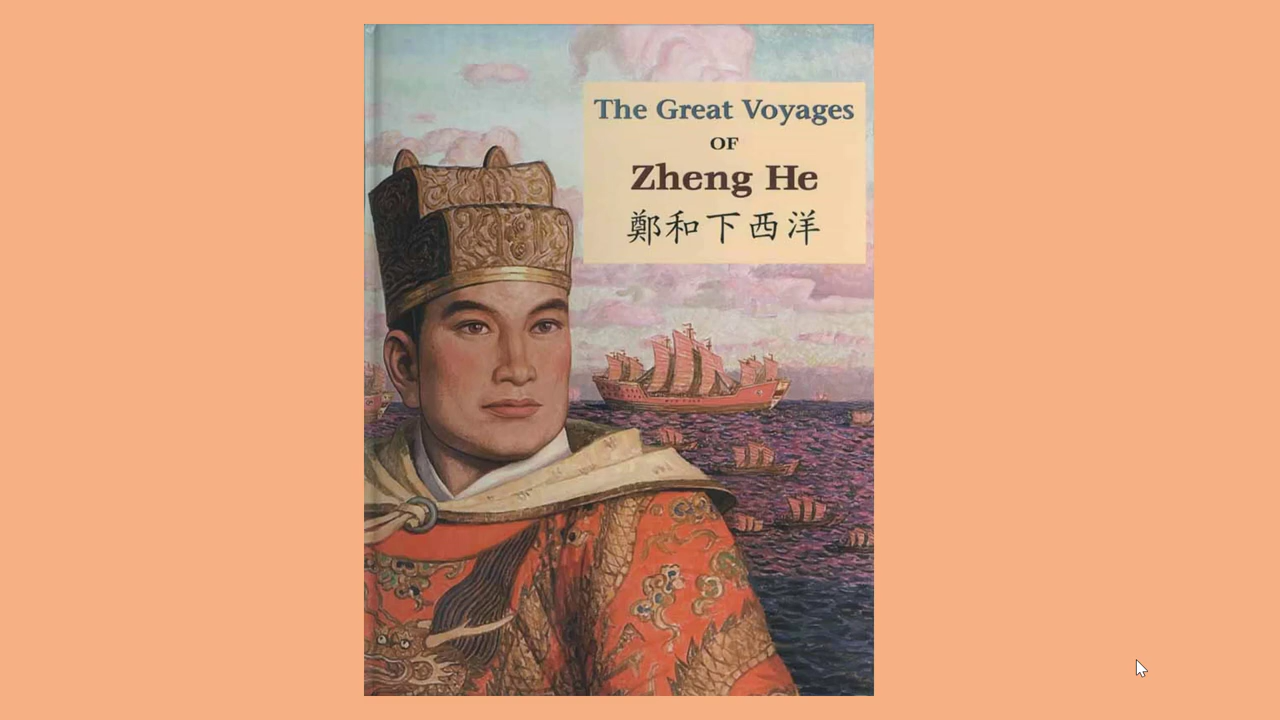 The Great Voyages
OF
Zheng He
鄭和下西洋